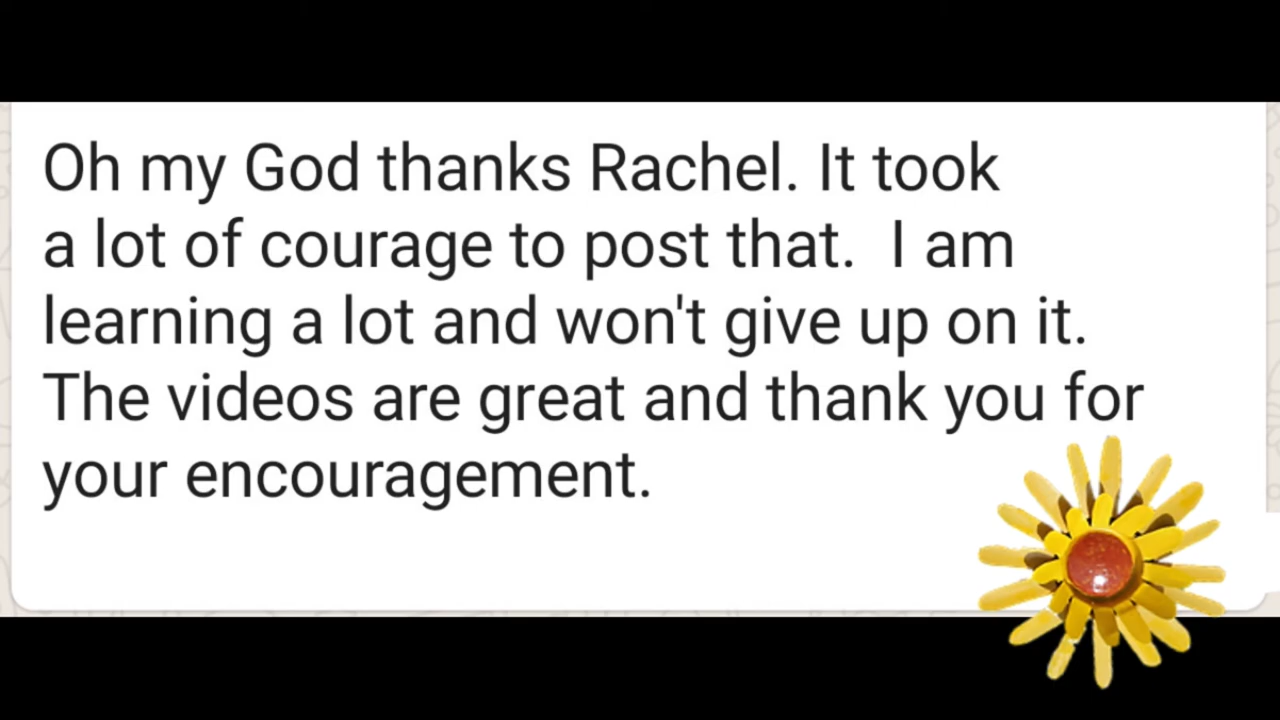 Oh my God thanks Rachel. It took
a lot of courage to post that.  I am
learning a lot and won't give up on it.
The videos are great and thank you for
your encouragement.